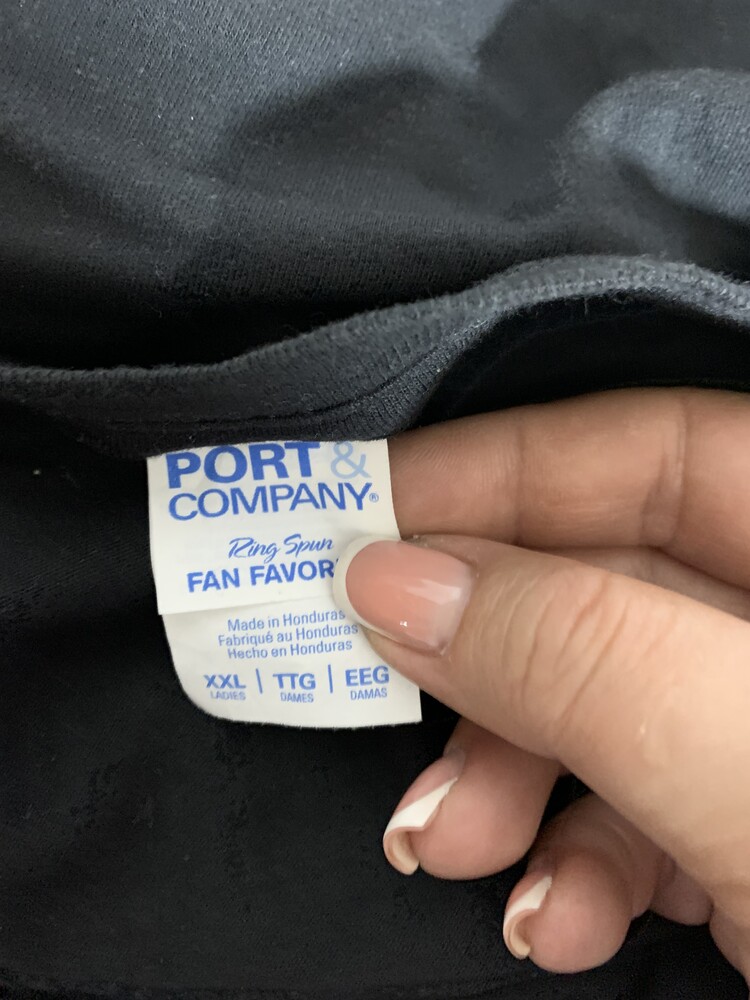 PORT &
COMPANY®
Ring Spun
FAN FAVOR
Made in Honduras
Fabriqué au Honduras
Hecho en Honduras
XXL | TTG | EEG
LADIES DAMES DAMAS